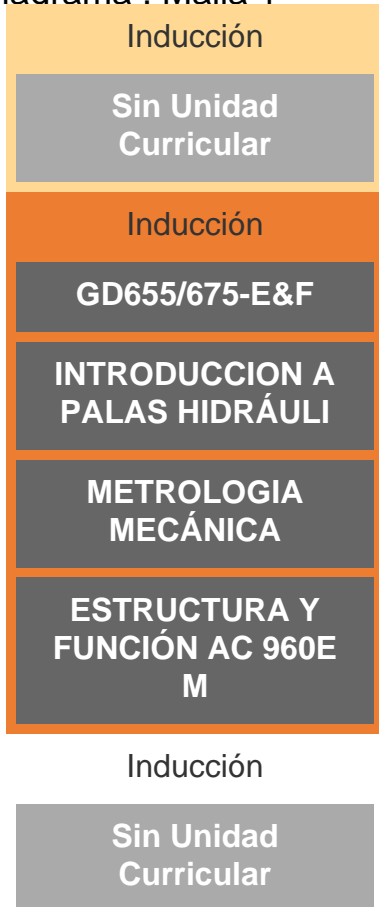 Inducción
Sin Unidad
Curricular
Inducción
GD655/675-E&F
INTRODUCCION A
PALAS HIDRÁULI
METROLOGIA
MECÁNICA
ESTRUCTURA Y
FUNCIÓN AC 960E
M
Inducción
Sin Unidad
Curricular